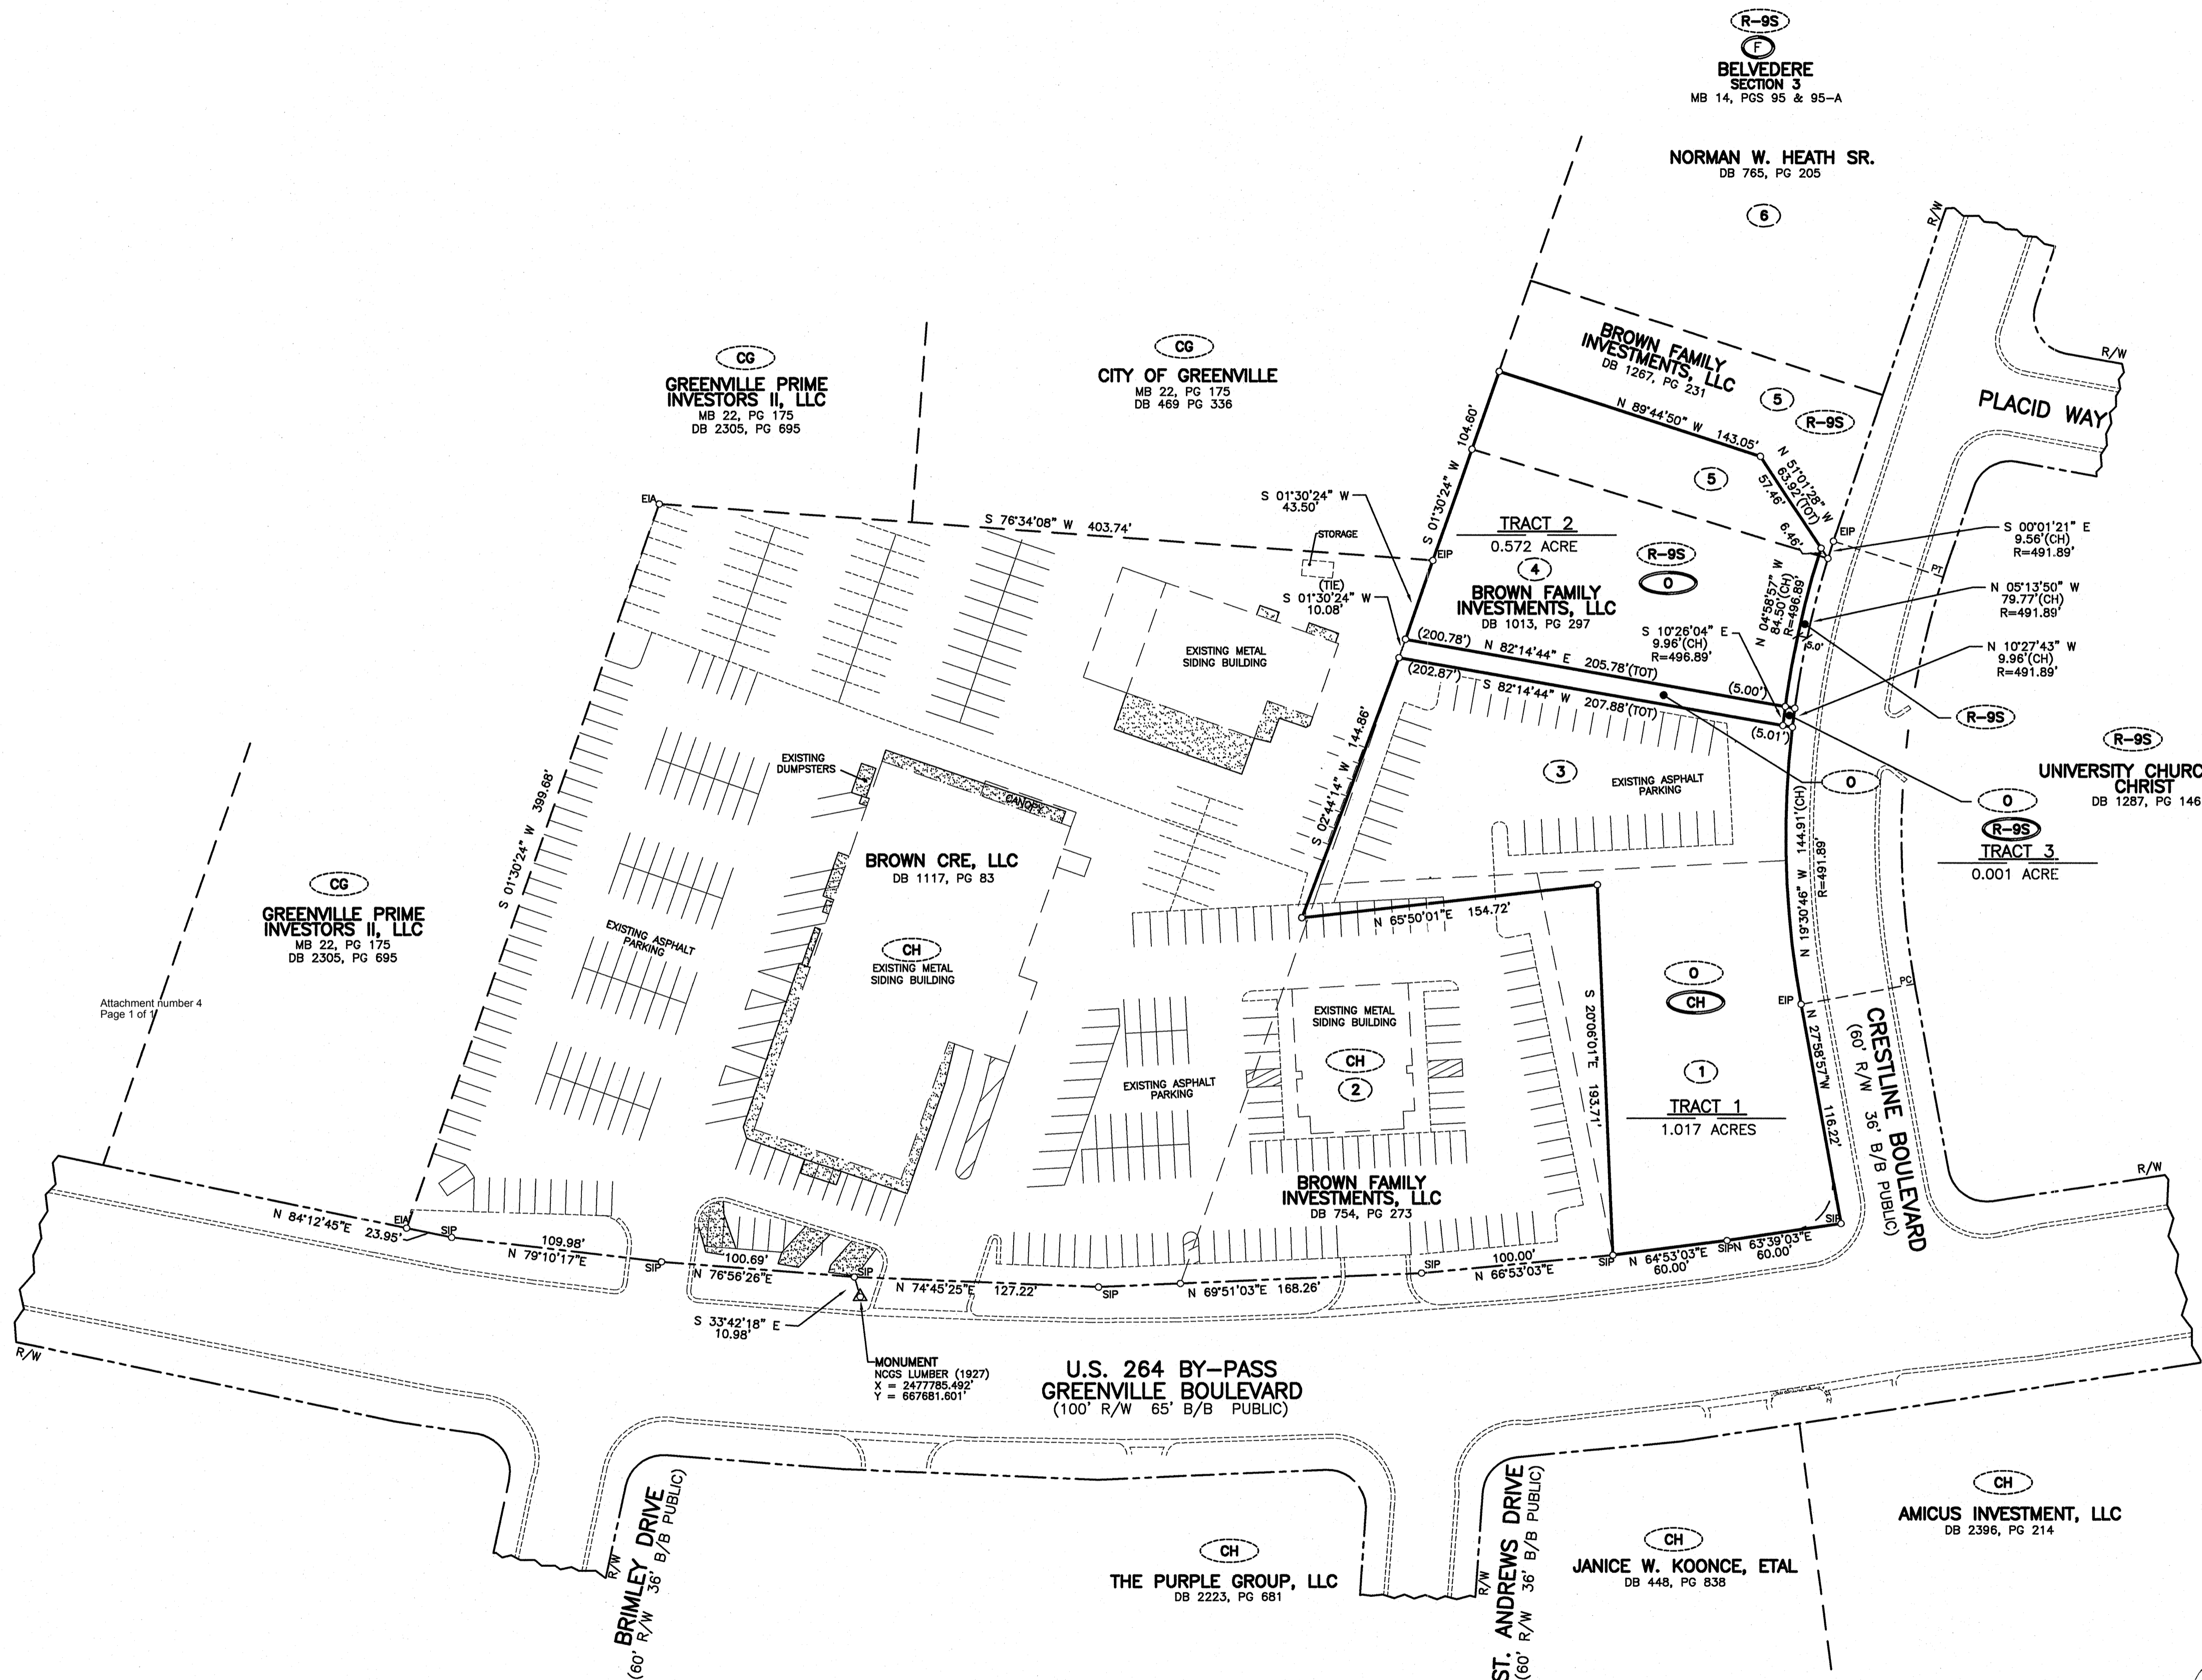 R-9S
F
BELVEDERE
SECTION 3
MB 14, PGS 95 & 95-A
NORMAN W. HEATH SR.
DB 765, PG 205
6
R/W
R/W
PLACID WAY
BROWN FAMILY
INVESTMENTS, LLC
DB 1267, PG 231
5
R-9S
CG
GREENVILLE PRIME
INVESTORS II, LLC
MB 22, PG 175
DB 2305, PG 695
CG
CITY OF GREENVILLE
MB 22, PG 175
DB 469 PG 336
N 89°44'50" W 143.05'
N 51°01'28" W
63.92'(TOT)
57.46'
6.46'
5
S 01°30'24" W 104.60'
EIA
S 76°34'08" W 403.74'
S 01°30'24" W
43.50'
STORAGE
(TIE)
S 01°30'24" W
10.08'
EIP
TRACT 2
0.572 ACRE
4
R-9S
O
BROWN FAMILY
INVESTMENTS, LLC
DB 1013, PG 297
EIP
S 00°01'21" E
9.56'(CH)
R=491.89'
PT
N 05°13'50" W
79.77'(CH)
R=491.89'
N 04°58'57" W
84.50'(CH)
R=496.89'
5.0'
N 10°27'43" W
9.96'(CH)
R=491.89'
S 10°26'04" E
9.96'(CH)
R=496.89'
(200.78')
N 82°14'44" E 205.78'(TOT)
(5.00')
(202.87')
S 82°14'44" W 207.88'(TOT)
(5.01')
R-9S
R-9S
UNIVERSITY CHURC
CHRIST
DB 1287, PG 146
O
O
R-9S
TRACT 3
0.001 ACRE
EXISTING METAL
SIDING BUILDING
EXISTING
DUMPSTERS
CANOPY
S 02°44'14" W 144.86'
3
EXISTING ASPHALT
PARKING
N 19°30'46" W 144.91'(CH)
R=491.89'
S 01°30'24" W 399.68'
BROWN CRE, LLC
DB 1117, PG 83
CH
EXISTING METAL
SIDING BUILDING
EXISTING ASPHALT
PARKING
CG
GREENVILLE PRIME
INVESTORS II, LLC
MB 22, PG 175
DB 2305, PG 695
Attachment number 4
Page 1 of 1
N 65°50'01"E 154.72'
O
CH
EIP
PC
S 20°06'01"E 193.71'
N 27°58'57"W 116.22'
CRESTLINE BOULEVARD
(60' R/W 36' B/B PUBLIC)
EXISTING METAL
SIDING BUILDING
CH
2
EXISTING ASPHALT
PARKING
1
TRACT 1
1.017 ACRES
BROWN FAMILY
INVESTMENTS, LLC
DB 754, PG 273
R/W
N 84°12'45"E
23.95'
EIA
SIP
109.98'
N 79°10'17"E
SIP
100.69'
N 76°56'26"E
SIP
N 74°45'25"E 127.22'
SIP
N 69°51'03"E 168.26'
SIP
100.00'
N 66°53'03"E
SIP
N 64°53'03"E
60.00'
SIP
N 63°39'03"E
60.00'
SIP
S 33°42'18" E
10.98'
MONUMENT
NCGS LUMBER (1927)
X = 2477785.492'
Y = 667681.601'
R/W
U.S. 264 BY-PASS
GREENVILLE BOULEVARD
(100' R/W 65' B/B PUBLIC)
R/W
BRIMLEY DRIVE
(60' R/W 36' B/B PUBLIC)
CH
THE PURPLE GROUP, LLC
DB 2223, PG 681
R/W
ST. ANDREWS DRIVE
(60' R/W 36' B/B PUBLIC)
CH
JANICE W. KOONCE, ETAL
DB 448, PG 838
CH
AMICUS INVESTMENT, LLC
DB 2396, PG 214